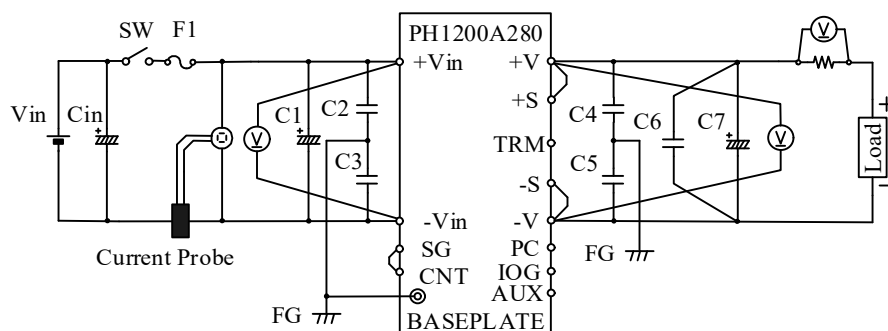 PH1200A280
SW
F1
+Vin
+V
V
Vin
Cin
C1
C2
V
+S
C4
C6
C7
V
+
Load
-
TRM
C3
C5
-S
-Vin
-V
Current Probe
SG
PC
FG
CNT
IOG
FG
AUX
BASEPLATE
+
+
+